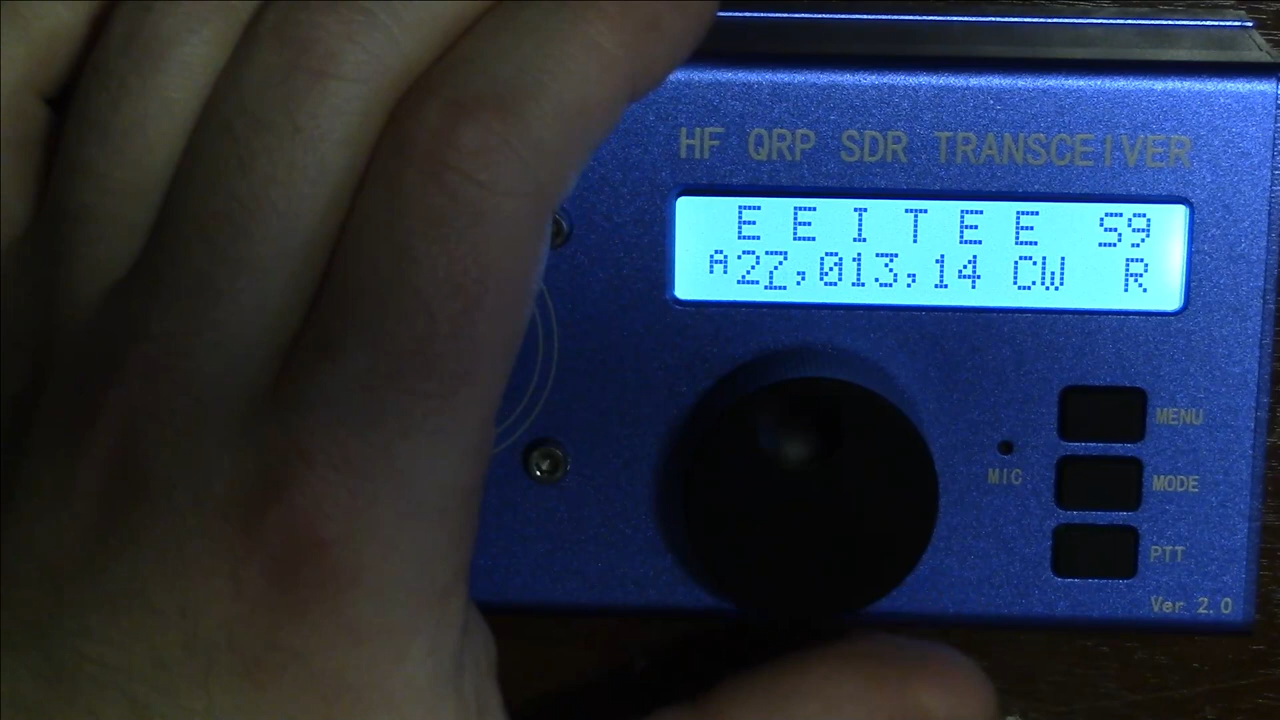 HF QRP SDR TRANSCEIVER
E E I T E E S9
A27,013,14 CW R
MENU
MIC
MODE
PTT
Ver 2.0